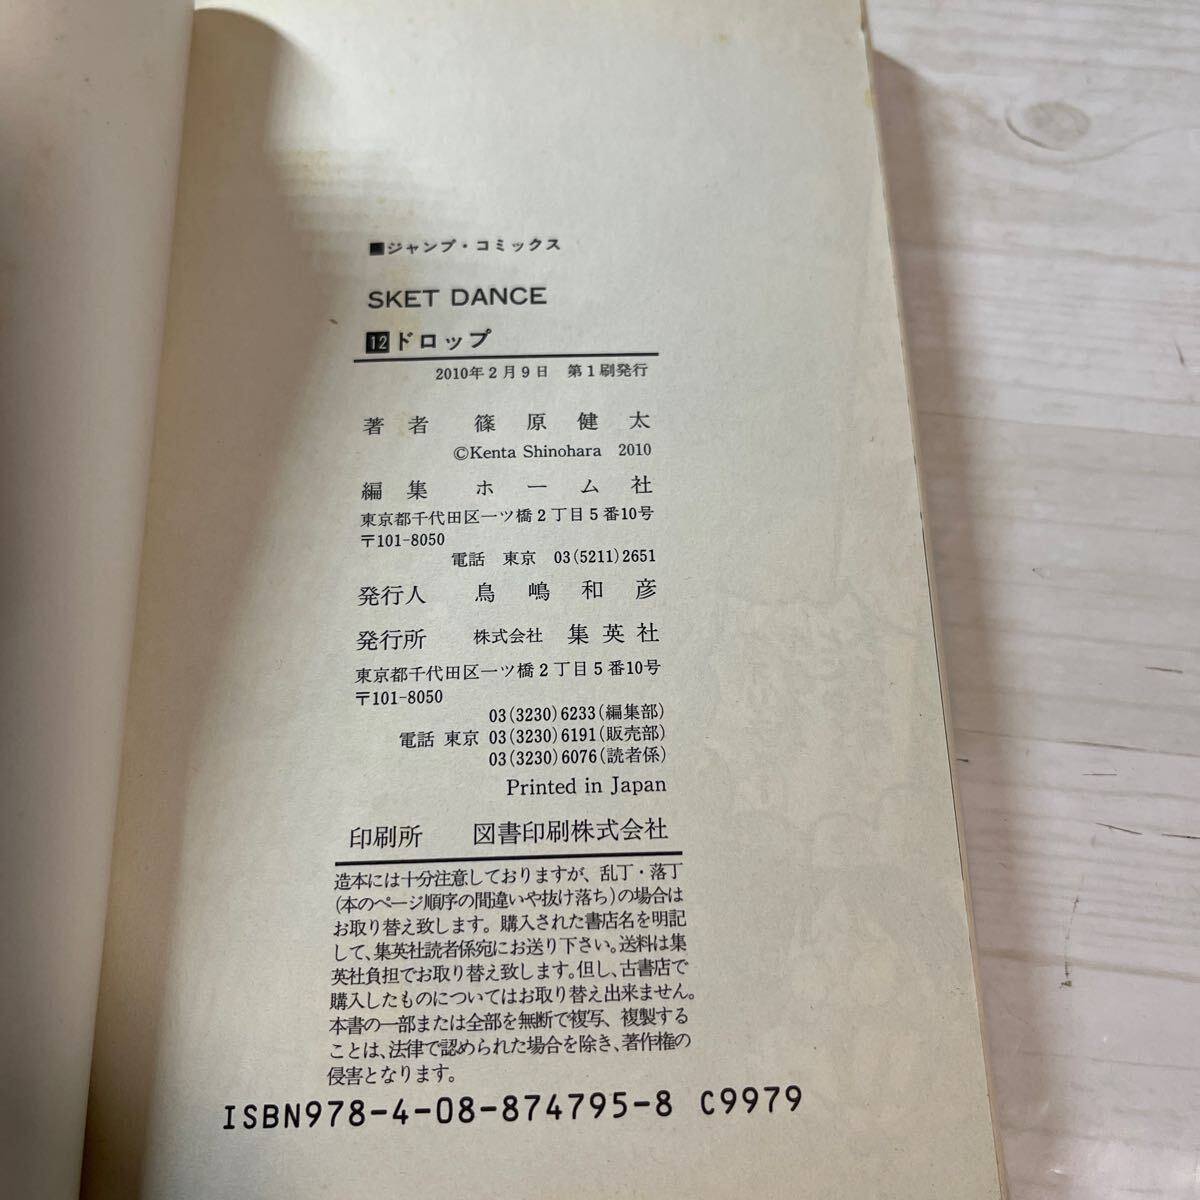 ■ジャンプ・コミックス
SKET DANCE
12ドロップ
2010年2月9日 第1刷発行
著者 篠原健太
©Kenta Shinohara 2010
編集 ホーム社
東京都千代田区一ツ橋2丁目5番10号
〒101-8050
電話 東京 03(5211)2651
発行人 鳥嶋和彦
発行所 株式会社 集英社
東京都千代田区一ツ橋2丁目5番10号
〒101-8050
03(3230)6233(編集部)
電話 東京 03(3230)6191(販売部)
03(3230)6076(読者係)
Printed in Japan
印刷所 図書印刷株式会社
造本には十分注意しておりますが、乱丁・落丁
(本のページ順序の間違いや抜け落ち)の場合は
お取り替え致します。購入された書店名を明記
して、集英社読者係宛にお送り下さい。送料は集
英社負担でお取り替え致します。但し、古書店で
購入したものについてはお取り替え出来ません。
本書の一部または全部を無断で複写、複製する
ことは、法律で認められた場合を除き、著作権の
侵害となります。
ISBN978-4-08-874795-8 C9979